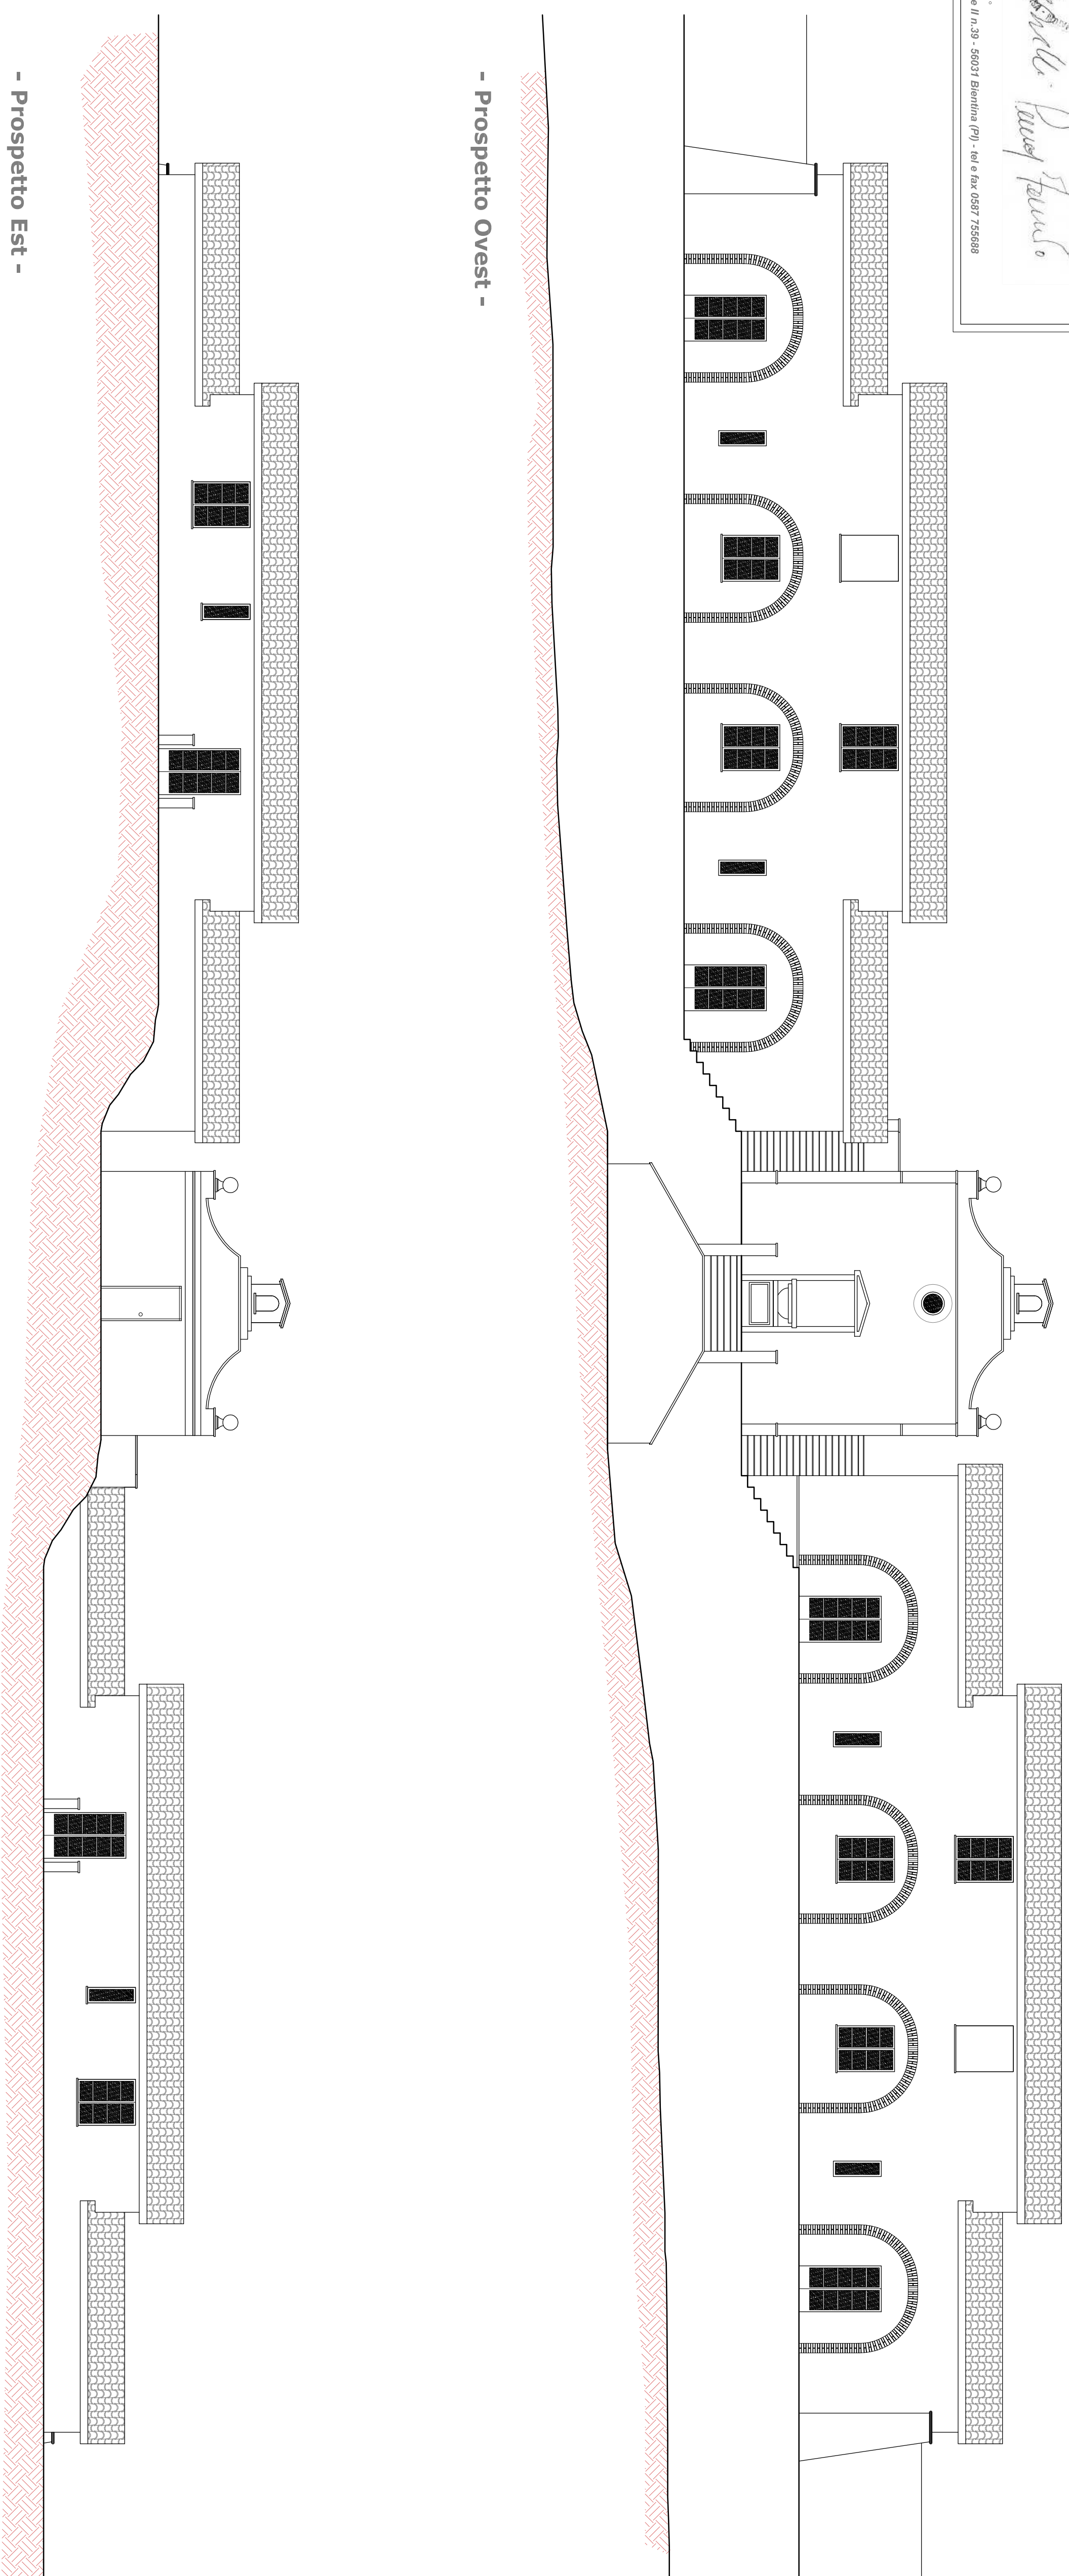 e II n.39 - 56031 Bientina (PI) - tel e fax 0587 755688
- Prospetto Ovest -
- Prospetto Est -